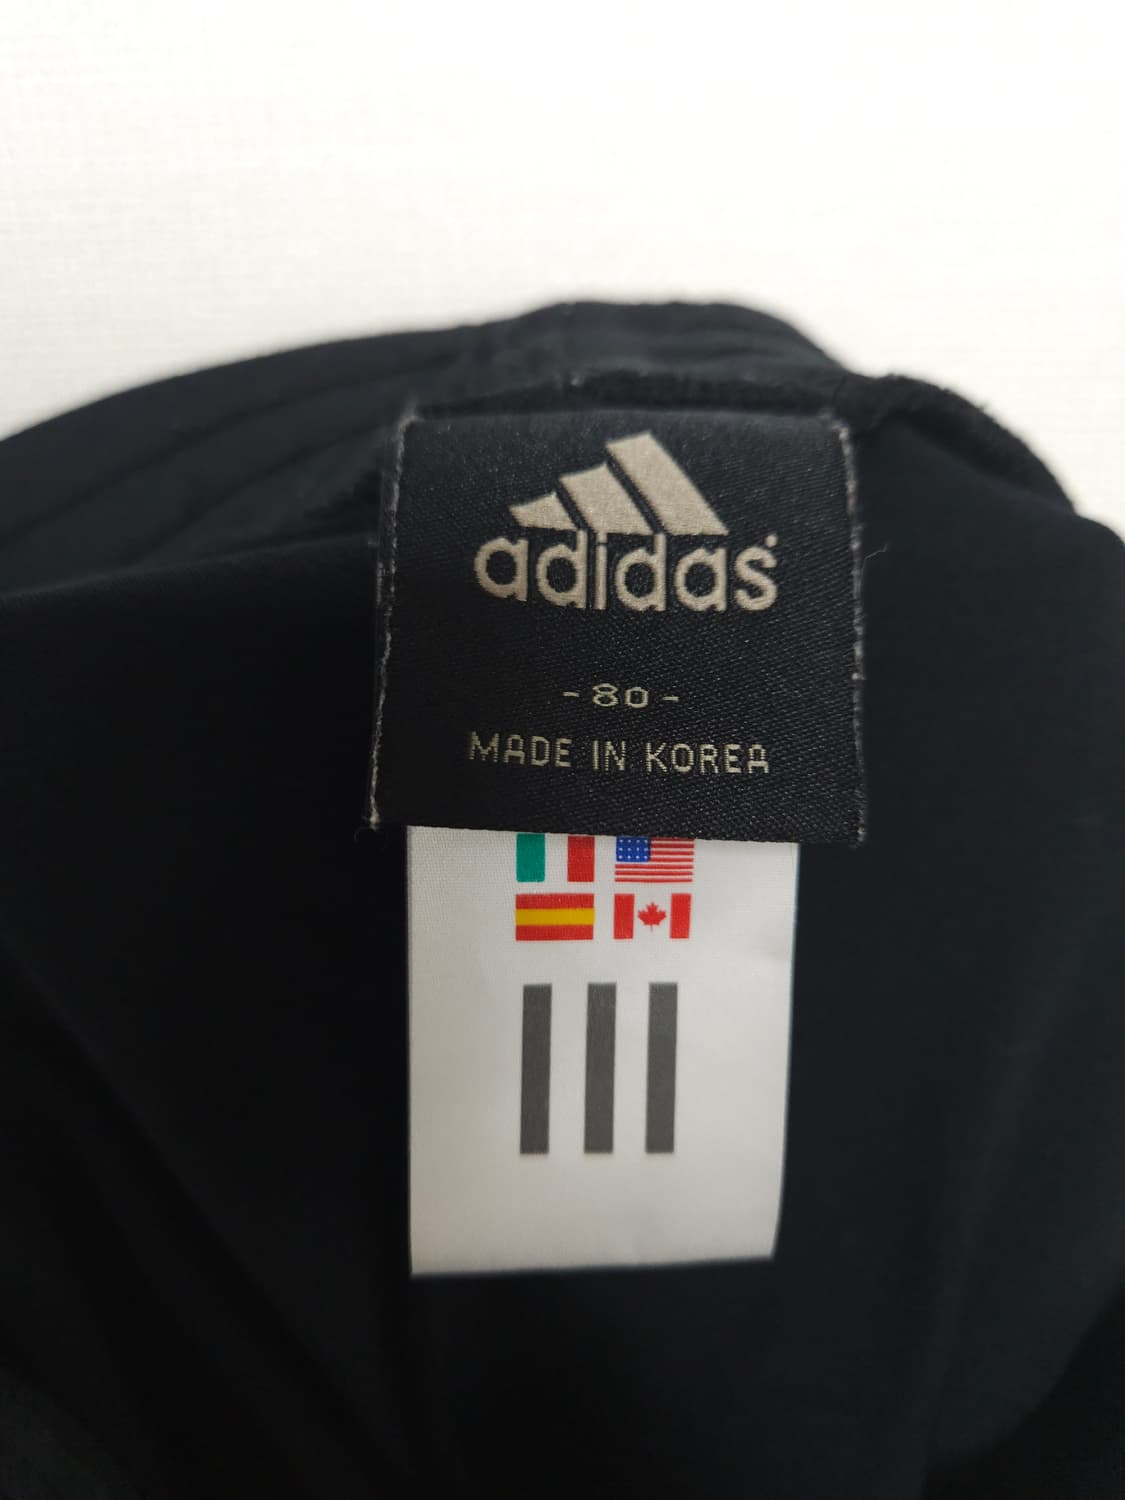 adidas
- 80 -
MADE IN KOREA